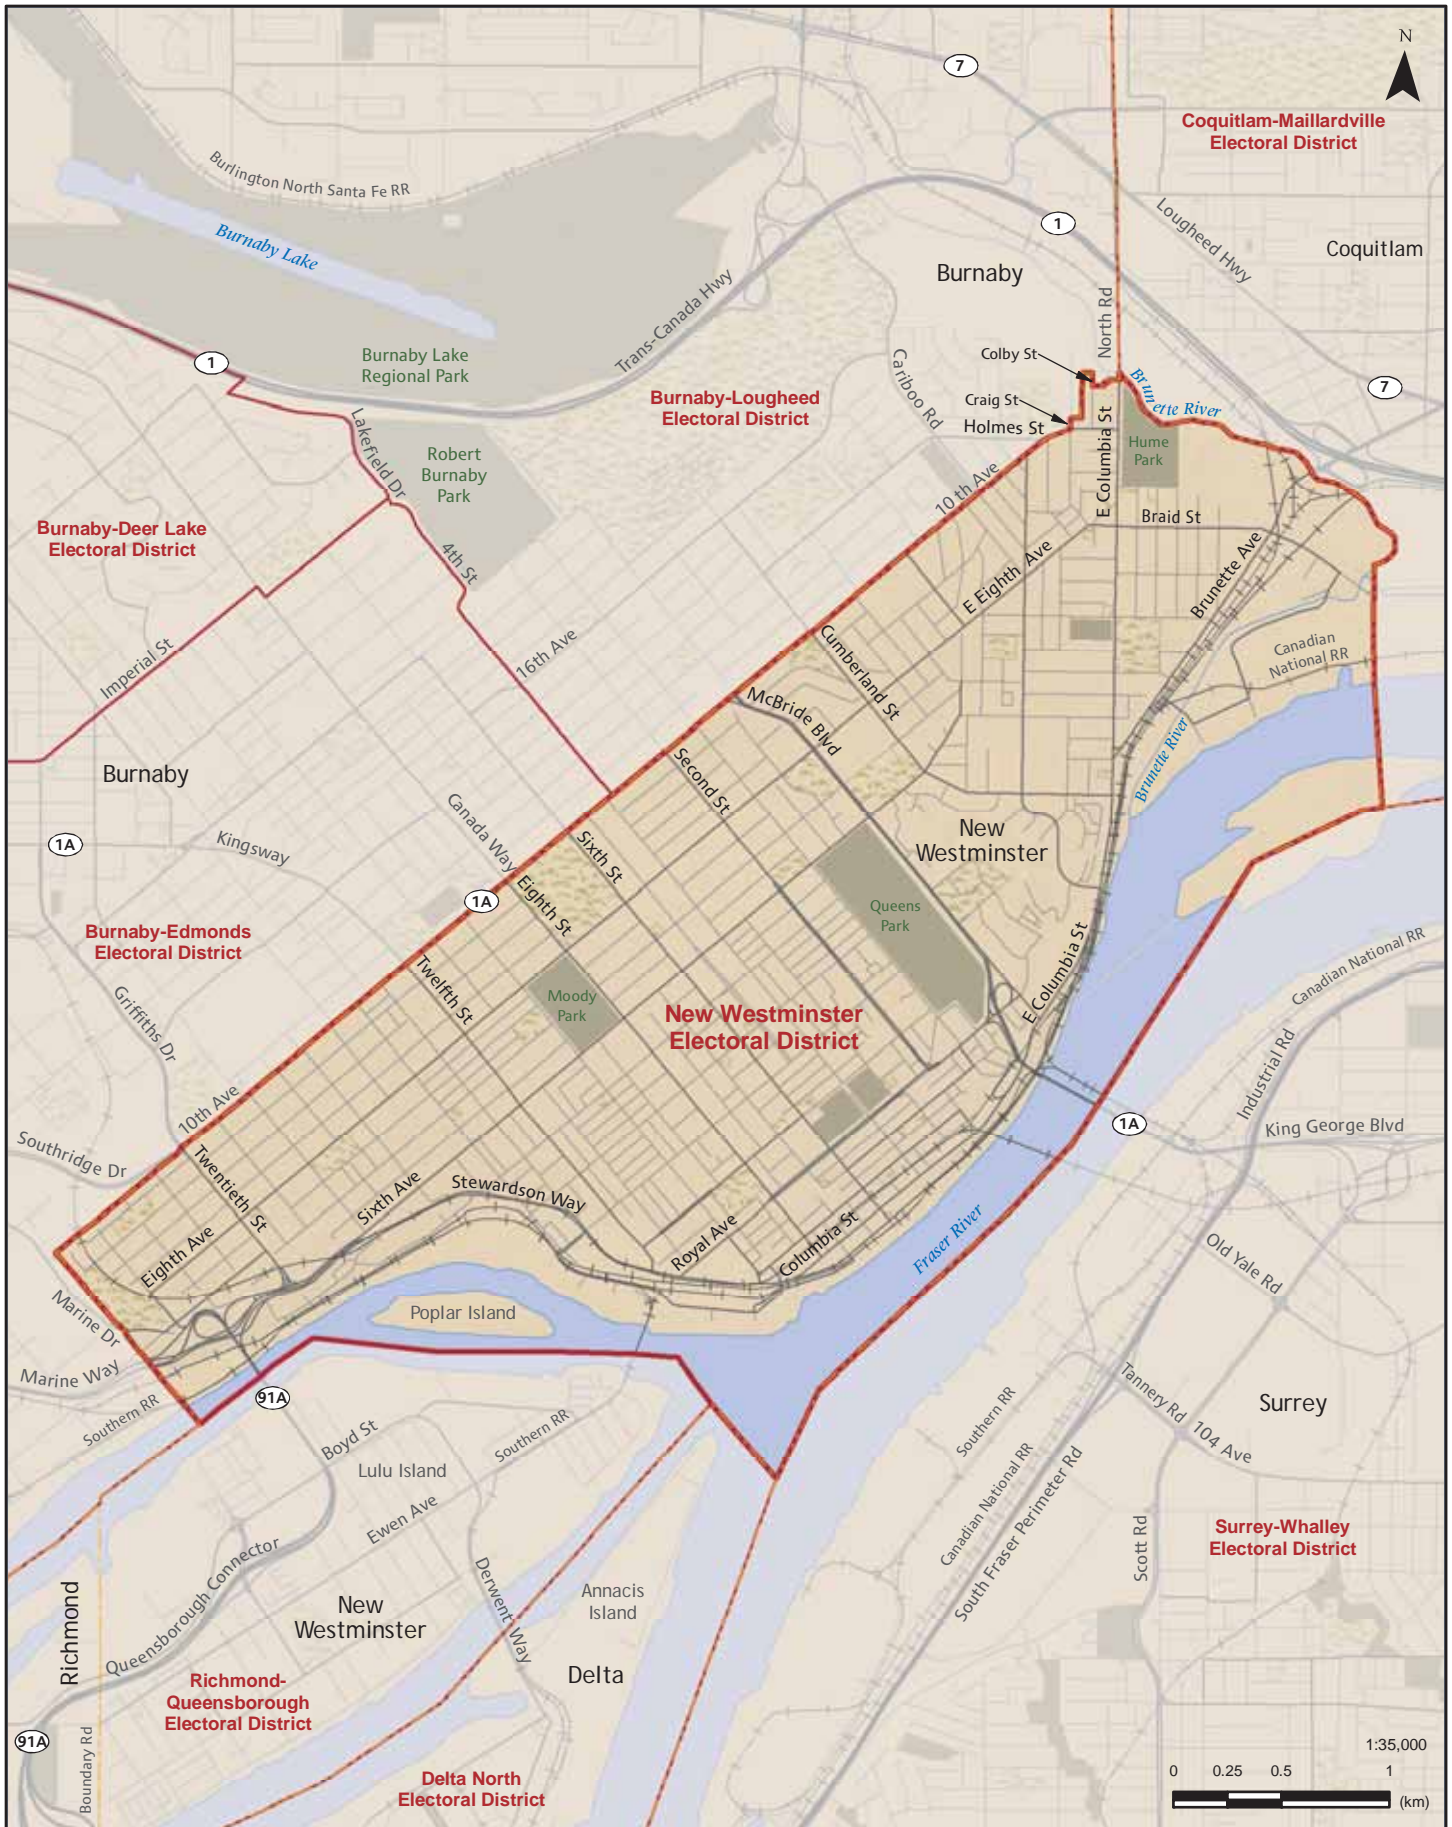 N
7
Coquitlam-Maillardville
Electoral District
Burlington North Santa Fe RR
Burnaby Lake
1
Lougheed Hwy
Coquitlam
Burnaby
North Rd
Trans-Canada Hwy
1
Burnaby Lake
Regional Park
Colby St
Cariboo Rd
Brunette River
7
Burnaby-Lougheed
Electoral District
Craig St
Holmes St
E Columbia St
Hume
Park
Lakefield Dr
Robert
Burnaby
Park
10 th Ave
Braid St
Burnaby-Deer Lake
Electoral District
4th St
E Eighth Ave
Brunette Ave
16th Ave
Imperial St
Cumberland St
Canadian
National RR
McBride Blvd
Brunette River
Second St
Burnaby
Canada Way
1A
Kingsway
Sixth St
New
Westminster
1A
Eighth St
Queens
Park
Burnaby-Edmonds
Electoral District
Twelfth St
E Columbia St
Canadian National RR
Griffiths Dr
Moody
Park
New Westminster
Electoral District
Industrial Rd
10th Ave
1A
King George Blvd
Southridge Dr
Twentieth St
Sixth Ave
Stewardson Way
Eighth Ave
Royal Ave
Columbia St
Fraser River
Old Yale Rd
Marine Dr
Poplar Island
Marine Way
91A
Southern RR
Tannery Rd
Surrey
Boyd St
Southern RR
Southern RR
104 Ave
Lulu Island
Canadian National RR
South Fraser Perimeter Rd
Ewen Ave
Scott Rd
Surrey-Whalley
Electoral District
Queensborough Connector
Derwent Way
Annacis
Island
Richmond
New
Westminster
Delta
Richmond-
Queensborough
Electoral District
91A
Boundary Rd
Delta North
Electoral District
1:35,000
0 0.25 0.5 1
(km)